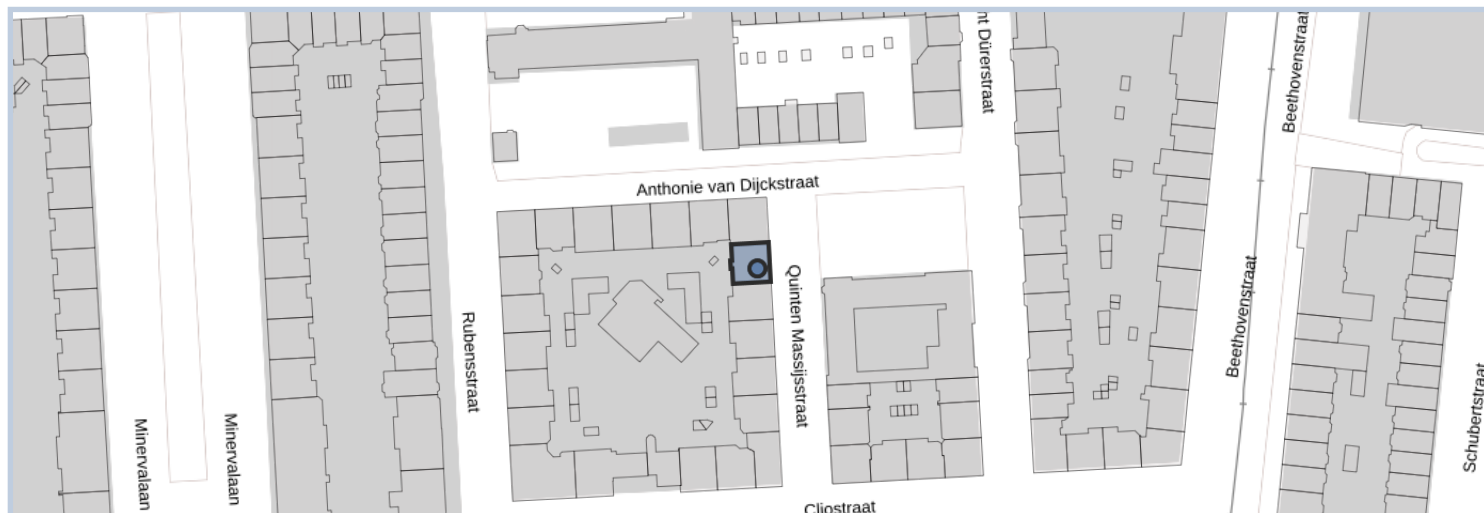 nt Dürerstraat
Beethovenstraat
Anthonie van Dijckstraat
Quinten Massijsstraat
Beethovenstraat
Rubensstraat
Minervalaan
Minervalaan
Schubertstraat
Cliostraat